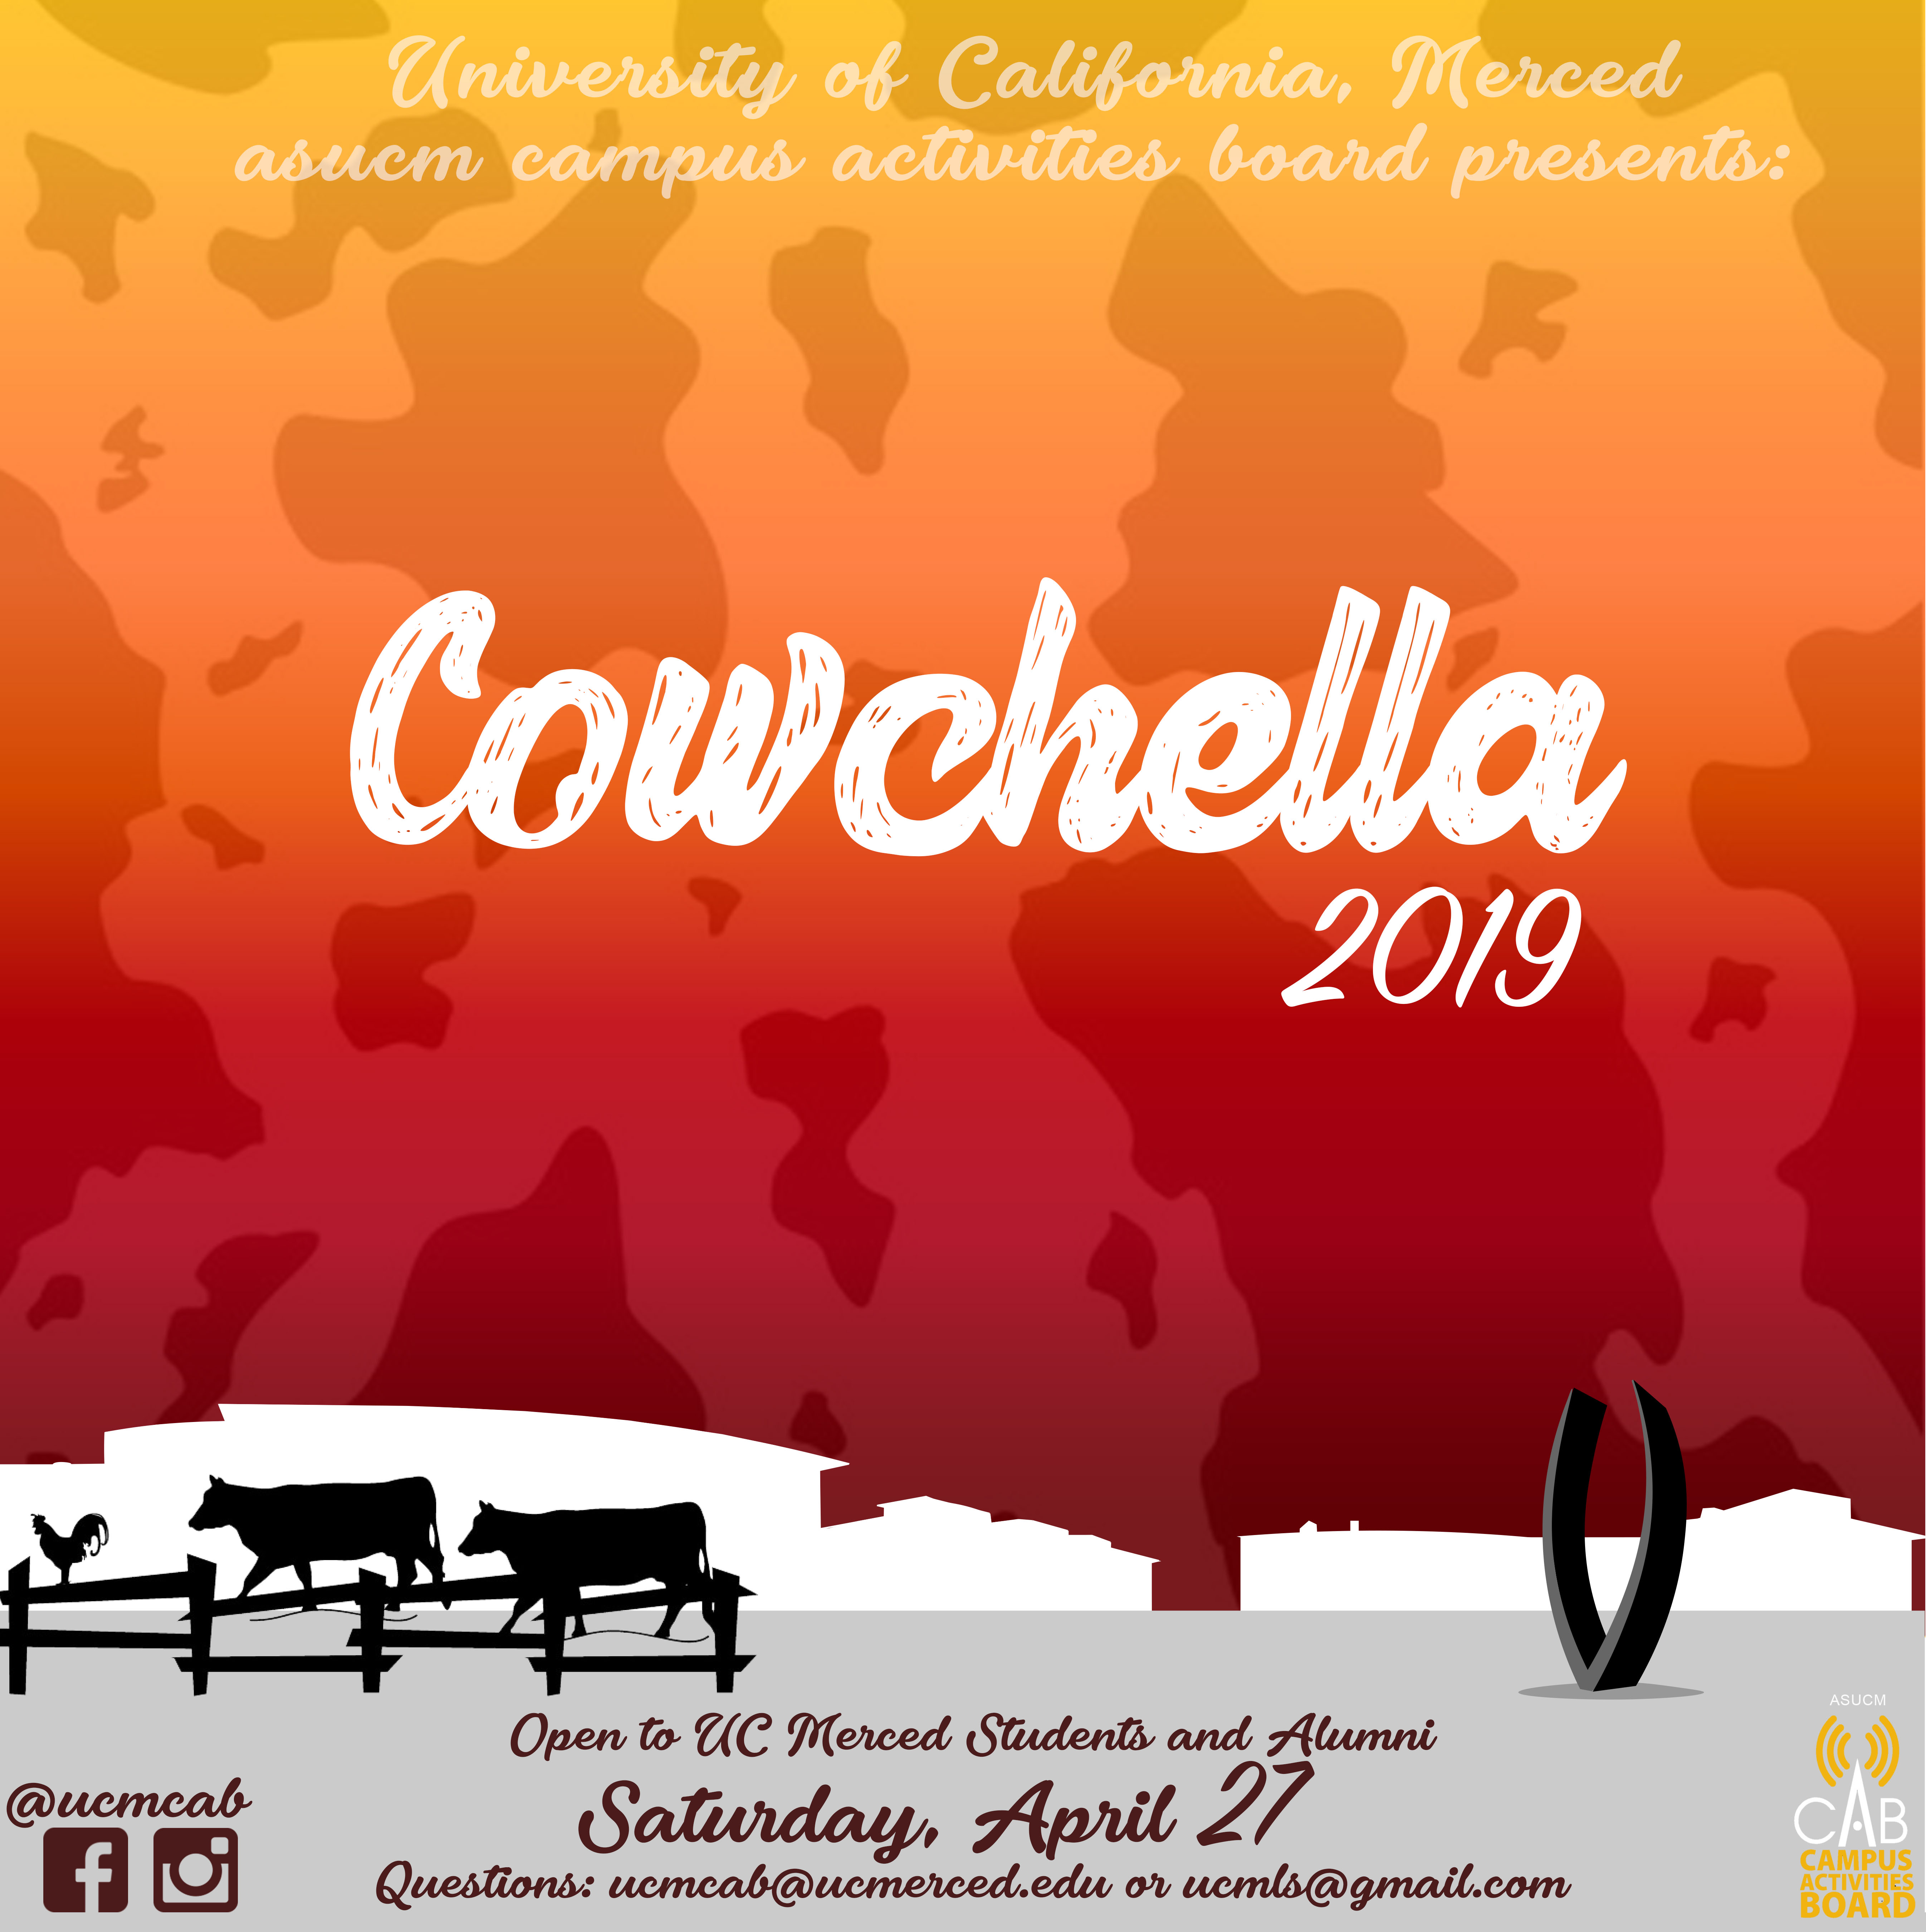 University of California, Merced
asucm campus activities board presents:
Cowchella
2019
Open to UC Merced Students and Alumni
Saturday, April 27
Questions: ucmcab@ucmerced.edu or ucmls@gmail.com
@ucmcab
ASUCM
CAB
CAMPUS
ACTIVITIES
BOARD